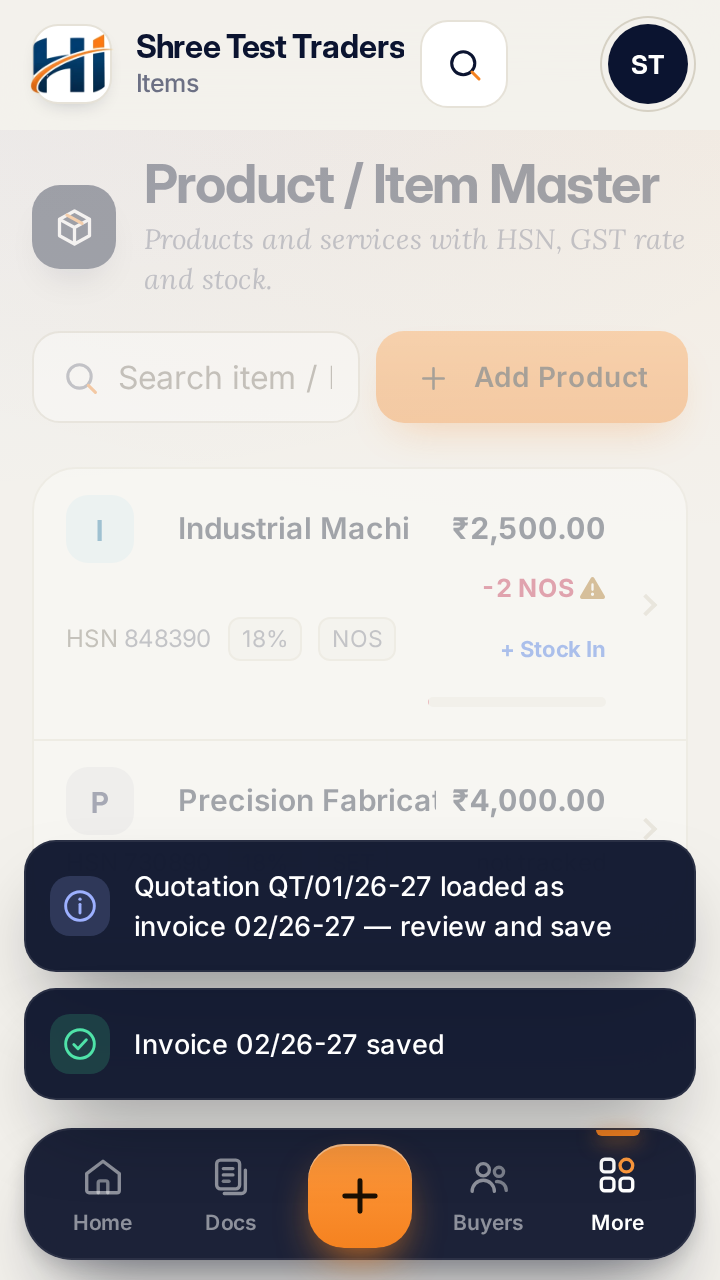 Hi
Shree Test Traders
Items
ST
Product / Item Master
Products and services with HSN, GST rate
and stock.
Search item /
Add Product
I
Industrial Machi
₹2,500.00
-2 NOS
HSN 848390
18%
NOS
+ Stock In
P
Precision Fabricat
₹4,000.00
Quotation QT/01/26-27 loaded as
invoice 02/26-27 — review and save
Invoice 02/26-27 saved
Home
Docs
Buyers
More